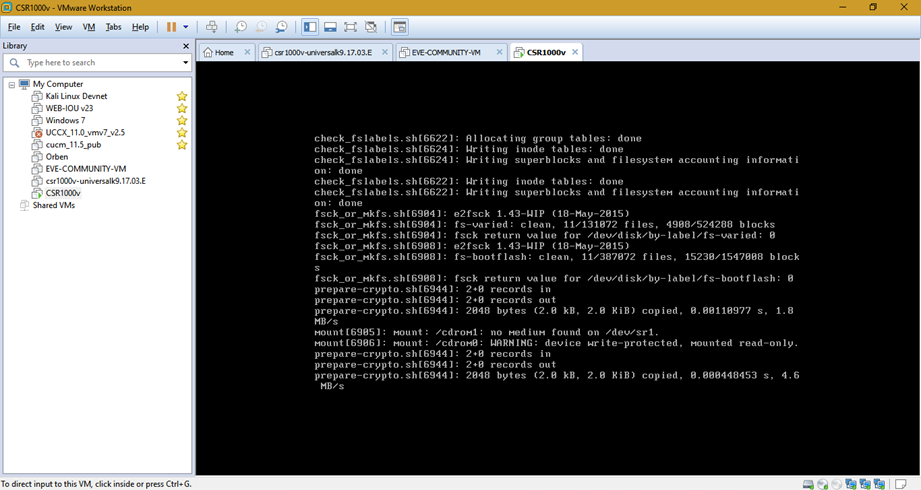 CSR1000v - VMware Workstation
File Edit View VM Tabs Help
Library
Type here to search
My Computer
Kali Linux Devnet
WEB-IOU v23
Windows 7
UCCX_11.0_vmv7_v2.5
cucm_11.5_pub
Orben
EVE-COMMUNITY-VM
csr1000v-universalk9.17.03.E
CSR1000v
Shared VMs
Home csr1000v-universalk9.17.03.E EVE-COMMUNITY-VM CSR1000v
check_fslabels.sh[6622]: Allocating group tables: done
check_fslabels.sh[6624]: Writing inode tables: done
check_fslabels.sh[6624]: Writing superblocks and filesystem accounting informati
on: done
check_fslabels.sh[6622]: Writing inode tables: done
check_fslabels.sh[6622]: Writing superblocks and filesystem accounting informati
on: done
fsck_or_mkfs.sh[6904]: e2fsck 1.43-WIP (18-May-2015)
fsck_or_mkfs.sh[6904]: fs-varied: clean, 11/131072 files, 4908/524288 blocks
fsck_or_mkfs.sh[6904]: fsck return value for /dev/disk/by-label/fs-varied: 0
fsck_or_mkfs.sh[6908]: e2fsck 1.43-WIP (18-May-2015)
fsck_or_mkfs.sh[6908]: fs-bootflash: clean, 11/387072 files, 15230/1547008 block
s
fsck_or_mkfs.sh[6908]: fsck return value for /dev/disk/by-label/fs-bootflash: 0
prepare-crypto.sh[6944]: 2+0 records in
prepare-crypto.sh[6944]: 2+0 records out
prepare-crypto.sh[6944]: 2048 bytes (2.0 kB, 2.0 KiB) copied, 0.00110977 s, 1.8
MB/s
mount[6905]: mount: /cdrom1: no medium found on /dev/sr1.
mount[6906]: mount: /cdrom0: WARNING: device write-protected, mounted read-only.
prepare-crypto.sh[6944]: 2+0 records in
prepare-crypto.sh[6944]: 2+0 records out
prepare-crypto.sh[6944]: 2048 bytes (2.0 kB, 2.0 KiB) copied, 0.000448453 s, 4.6
MB/s
To direct input to this VM, click inside or press Ctrl+G.